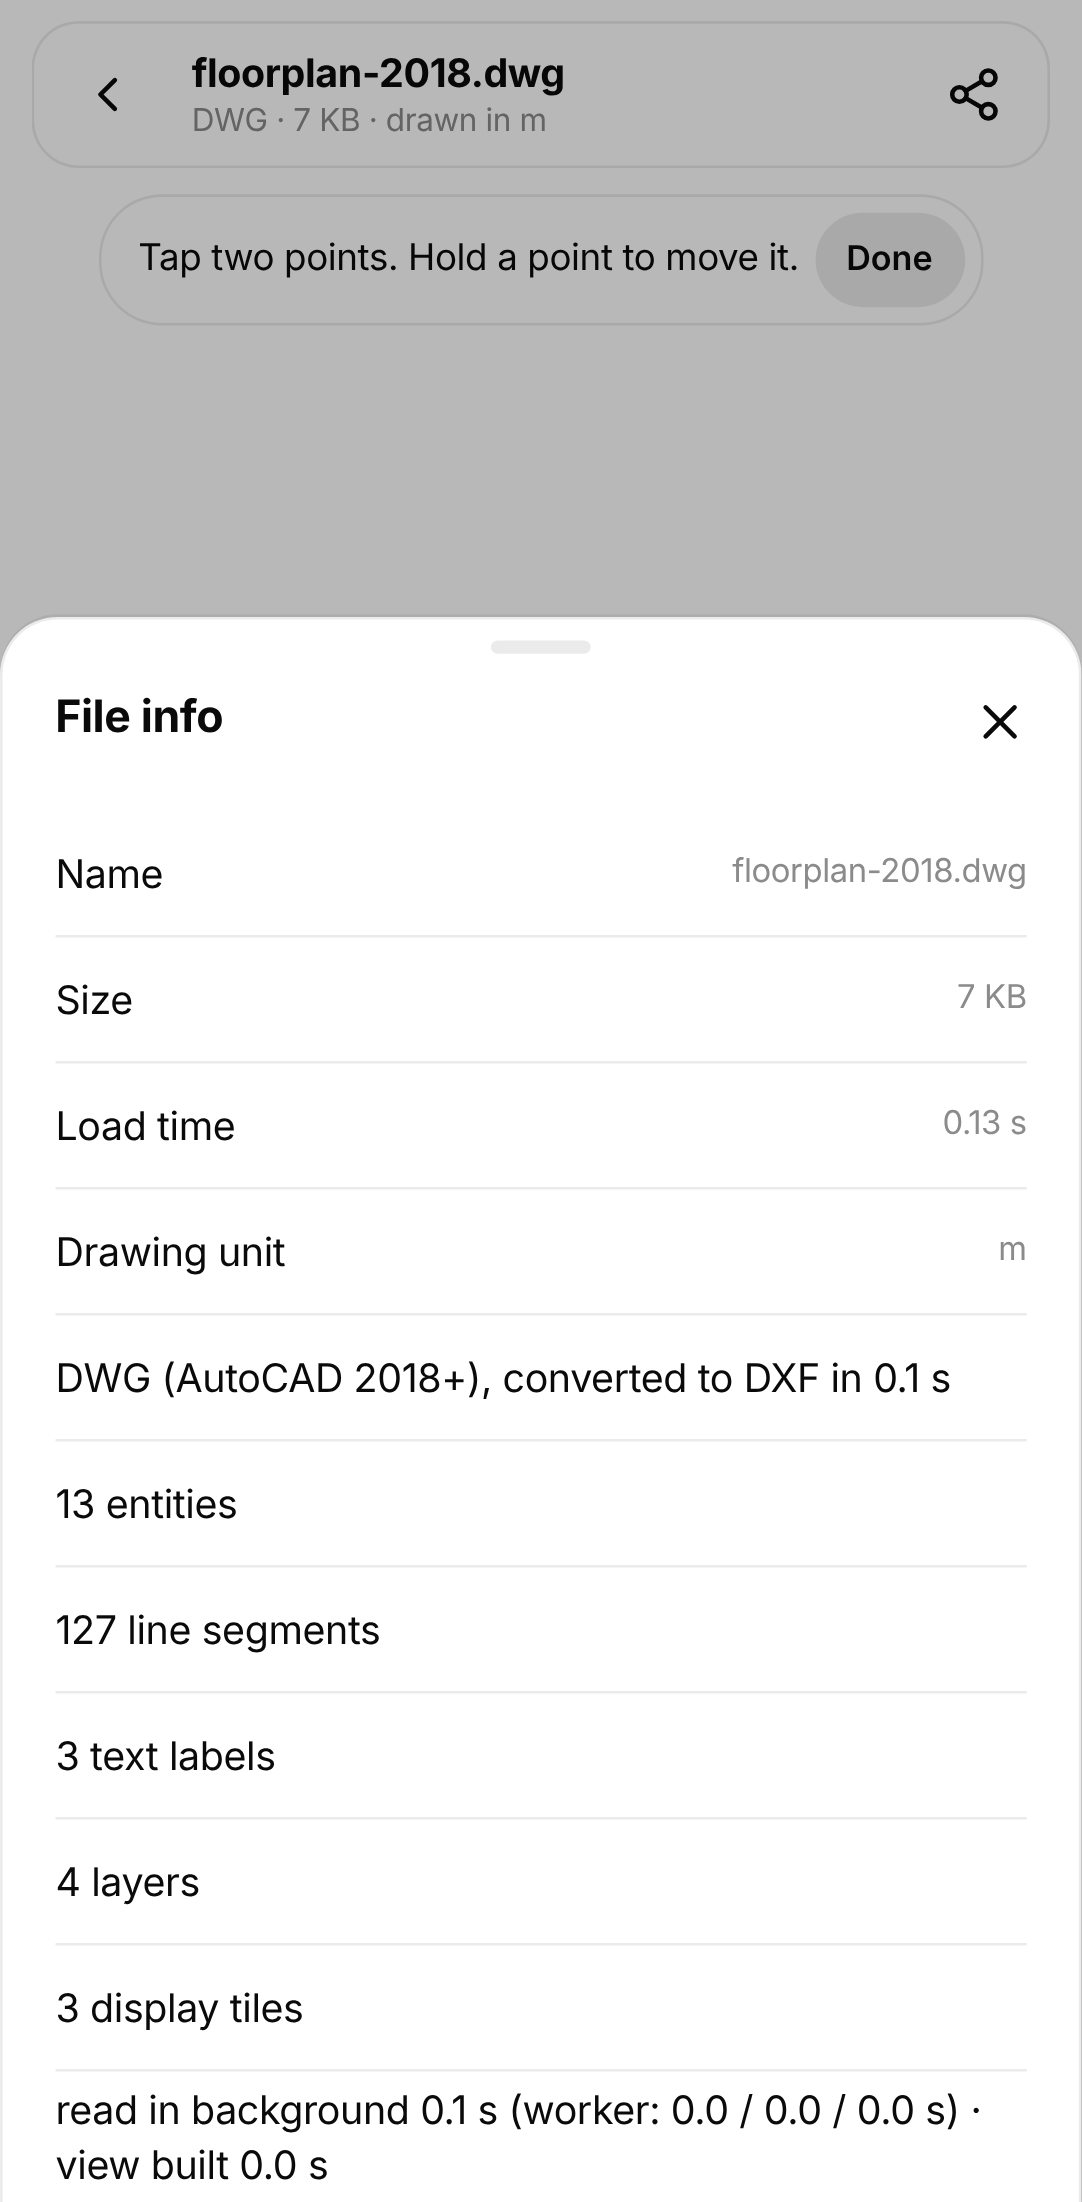 floorplan-2018.dwg
DWG · 7 KB · drawn in m
Tap two points. Hold a point to move it.
Done
File info
Name
floorplan-2018.dwg
Size
7 KB
Load time
0.13 s
Drawing unit
m
DWG (AutoCAD 2018+), converted to DXF in 0.1 s
13 entities
127 line segments
3 text labels
4 layers
3 display tiles
read in background 0.1 s (worker: 0.0 / 0.0 / 0.0 s) ·
view built 0.0 s